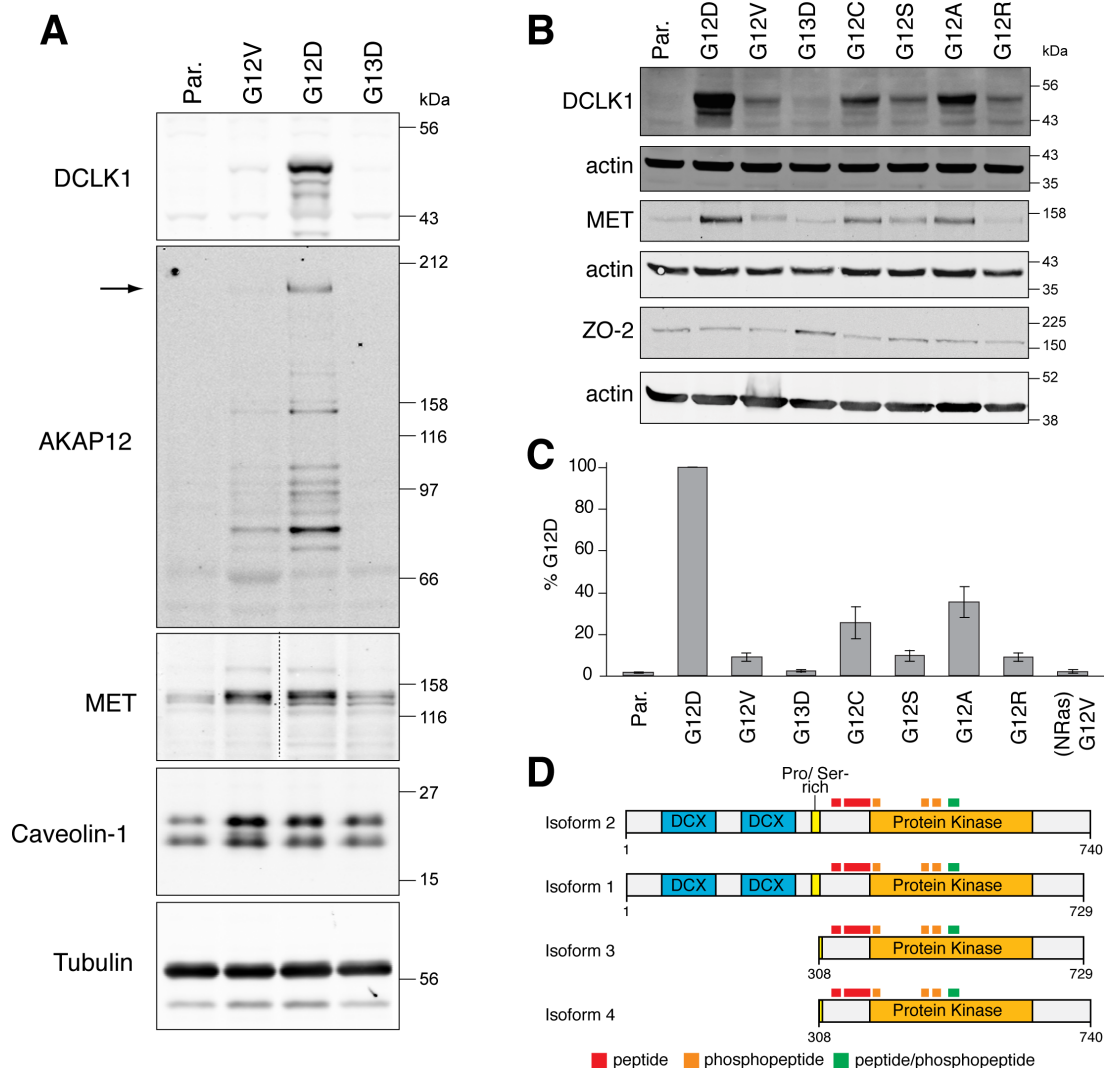 A
Par.
G12V
G12D
G13D
kDa
DCLK1
56
43
AKAP12
212
158
116
97
66
MET
158
116
Caveolin-1
27
15
Tubulin
56
B
Par.
G12D
G12V
G13D
G12C
G12S
G12A
G12R
kDa
DCLK1
56
43
actin
43
35
MET
158
actin
43
35
ZO-2
225
150
actin
52
38
C
% G12D
100
80
60
40
20
0
Par.
G12D
G12V
G13D
G12C
G12S
G12A
G12R
(NRas)
G12V
D
Pro/ Ser-
rich
Isoform 2
DCX
DCX
Protein Kinase
1
740
Isoform 1
DCX
DCX
Protein Kinase
1
729
Isoform 3
Protein Kinase
308
729
Isoform 4
Protein Kinase
308
740
peptide
phosphopeptide
peptide/phosphopeptide